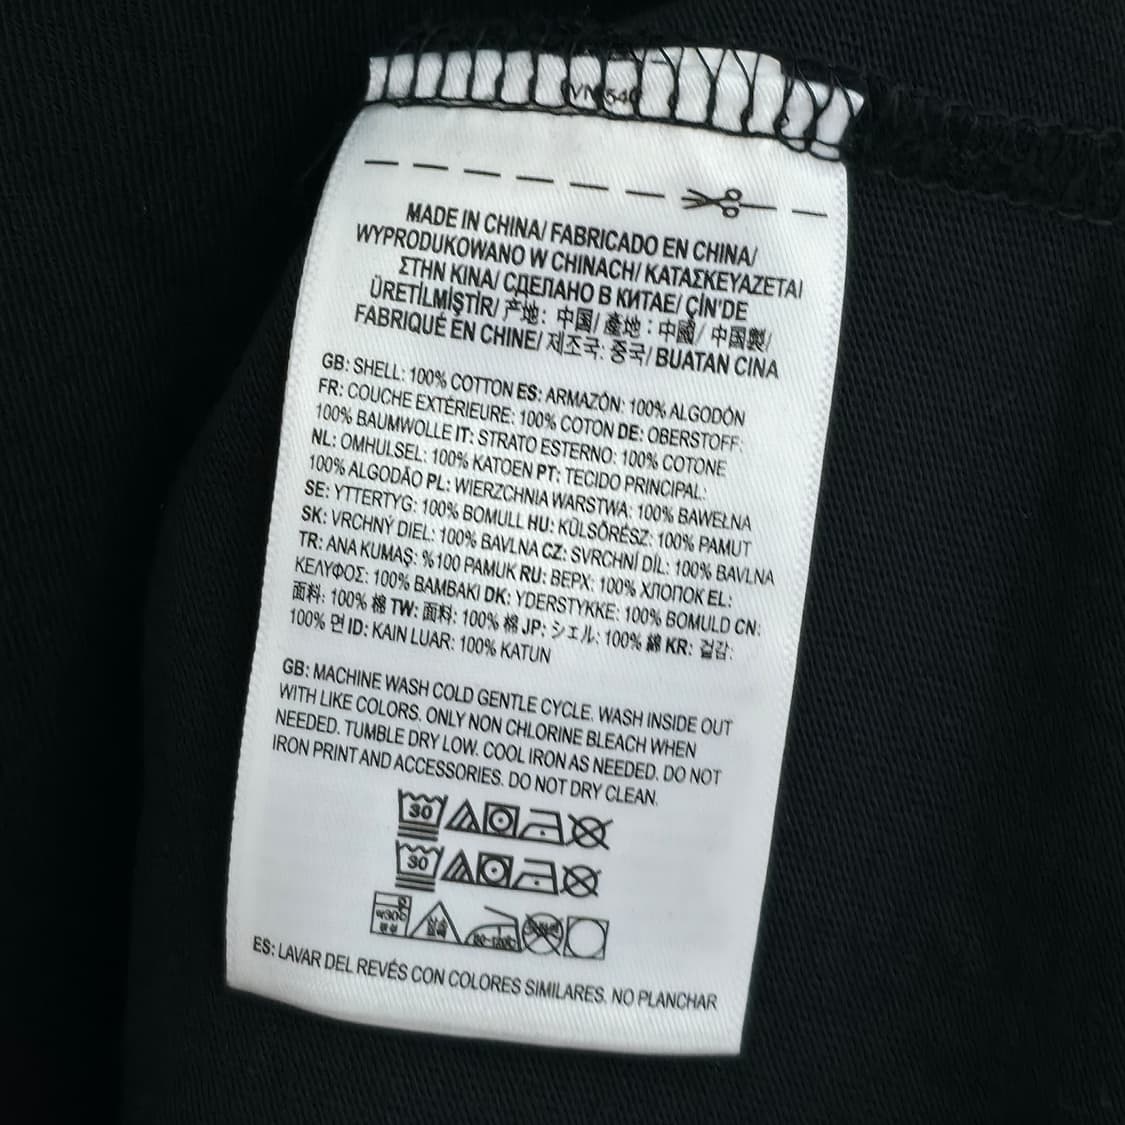 MADE IN CHINA/ FABRICADO EN CHINA/
WYPRODUKOWANO W CHINACH/ ΚΑΤΑΣΚΕΥΑΖΕΤΑΙ
ΣΤΗΝ ΚΙΝΑ/ СДЕЛАНО В КИТАЕ/ ÇİN'DE
ÜRETİLMİŞTİR/ 产地: 中国/ 產地: 中國/ 中国製/
FABRIQUÉ EN CHINE/ 제조국: 중국/ BUATAN CINA
GB: SHELL: 100% COTTON ES: ARMAZÓN: 100% ALGODÓN
FR: COUCHE EXTÉRIEURE: 100% COTON DE: OBERSTOFF:
100% BAUMWOLLE IT: STRATO ESTERNO: 100% COTONE
NL: OMHULSEL: 100% KATOEN PT: TECIDO PRINCIPAL:
100% ALGODÃO PL: WIERZCHNIA WARSTWA: 100% BAWEŁNA
SE: YTTERTYG: 100% BOMULL HU: KÜLSŐRÉSZ: 100% PAMUT
SK: VRCHNÝ DIEL: 100% BAVLNA CZ: SVRCHNÍ DÍL: 100% BAVLNA
TR: ANA KUMAŞ: %100 PAMUK RU: ВЕРХ: 100% ХЛОПОК EL:
ΚΕΛΥΦΟΣ: 100% ΒΑΜΒΑΚΙ DK: YDERSTYKKE: 100% BOMULD CN:
面料: 100% 棉 TW: 面料: 100% 棉 JP: シェル: 100% 綿 KR: 겉감:
100% 면 ID: KAIN LUAR: 100% KATUN
GB: MACHINE WASH COLD GENTLE CYCLE. WASH INSIDE OUT
WITH LIKE COLORS. ONLY NON CHLORINE BLEACH WHEN
NEEDED. TUMBLE DRY LOW. COOL IRON AS NEEDED. DO NOT
IRON PRINT AND ACCESSORIES. DO NOT DRY CLEAN.
30
30
ES: LAVAR DEL REVÉS CON COLORES SIMILARES. NO PLANCHAR